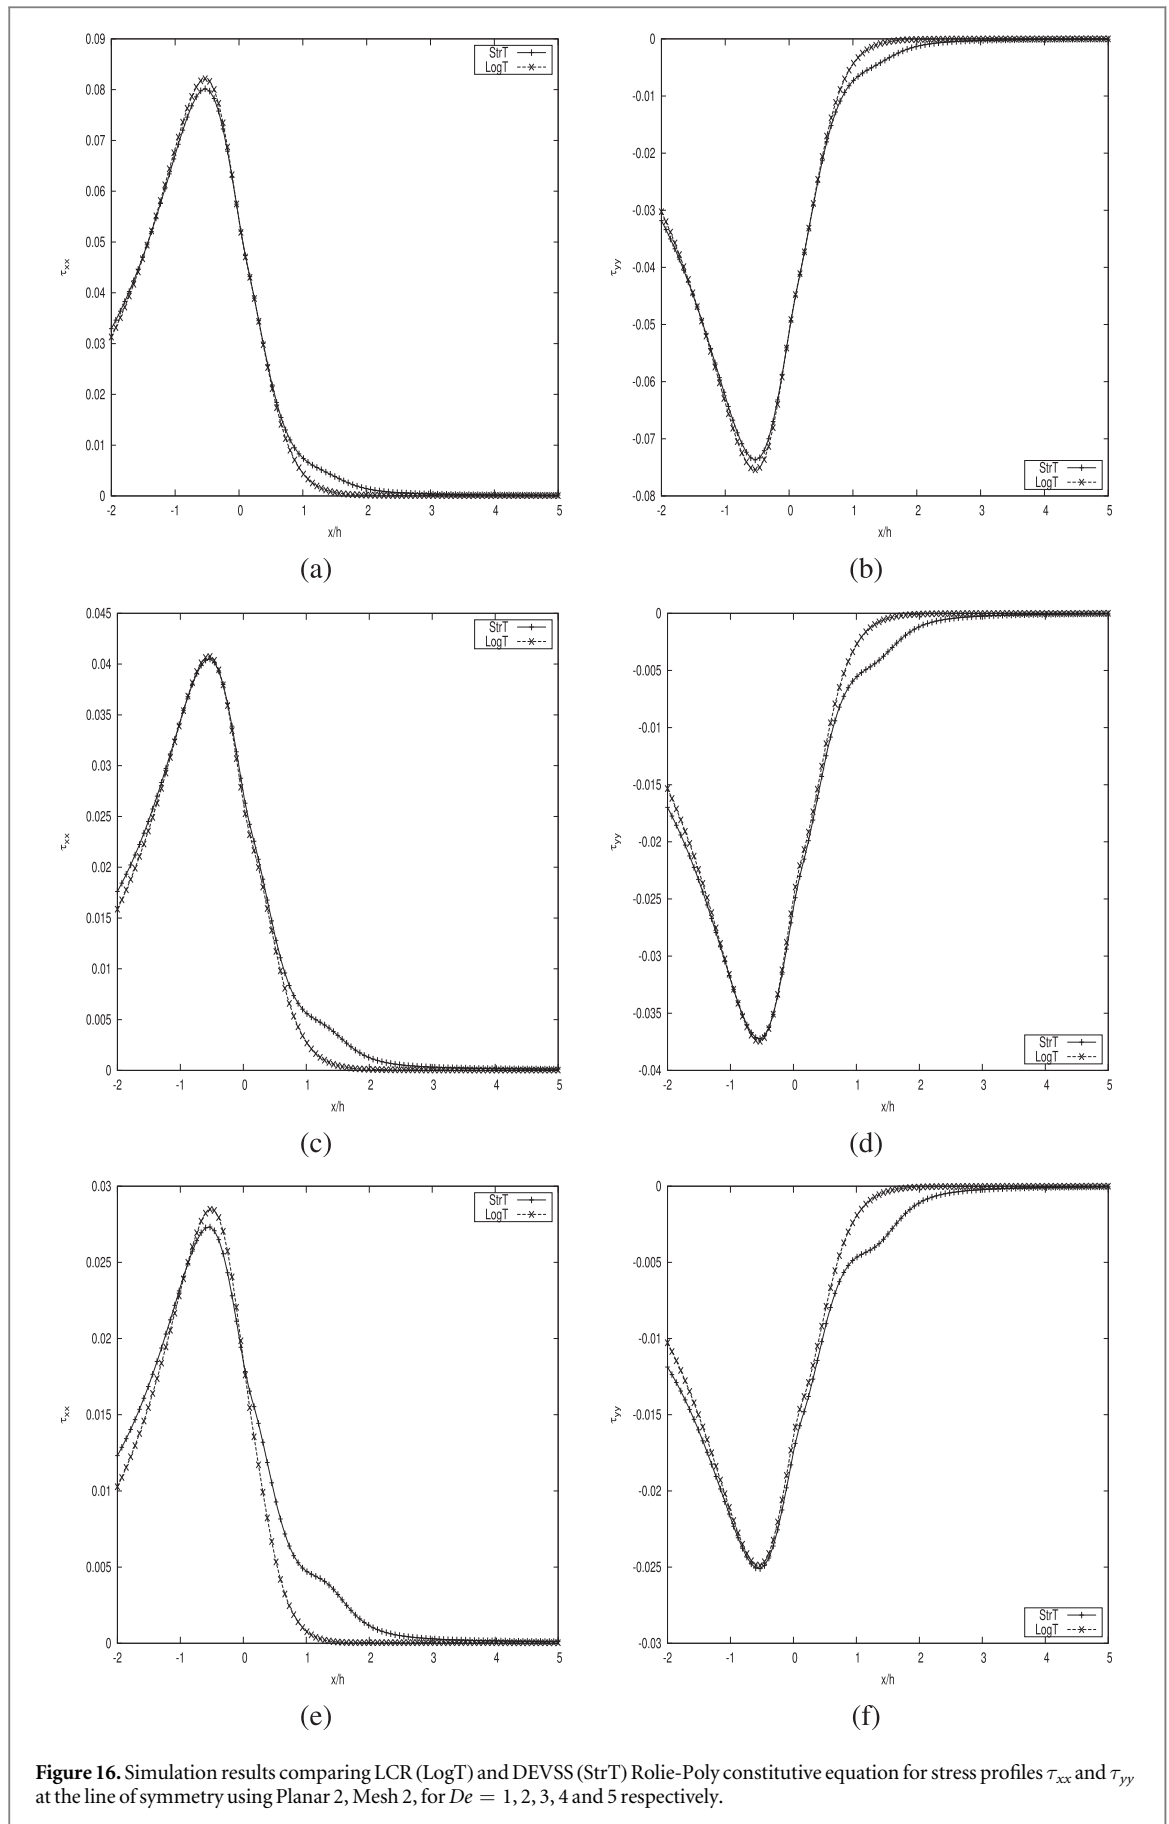 0.09
0.08
0.07
0.06
0.05
0.04
0.03
0.02
0.01
0
-2 -1 0 1 2 3 4 5
τxx
x/h
StrT
LogT
(a)
0
-0.01
-0.02
-0.03
-0.04
-0.05
-0.06
-0.07
-0.08
-2 -1 0 1 2 3 4 5
τyy
x/h
StrT
LogT
(b)
0.045
0.04
0.035
0.03
0.025
0.02
0.015
0.01
0.005
0
-2 -1 0 1 2 3 4 5
τxx
x/h
StrT
LogT
(c)
0
-0.005
-0.01
-0.015
-0.02
-0.025
-0.03
-0.035
-0.04
-2 -1 0 1 2 3 4 5
τyy
x/h
StrT
LogT
(d)
0.03
0.025
0.02
0.015
0.01
0.005
0
-2 -1 0 1 2 3 4 5
τxx
x/h
StrT
LogT
(e)
0
-0.005
-0.01
-0.015
-0.02
-0.025
-0.03
-2 -1 0 1 2 3 4 5
τyy
x/h
StrT
LogT
(f)
Figure 16. Simulation results comparing LCR (LogT) and DEVSS (StrT) Rolie-Poly constitutive equation for stress profiles τxx and τyy
at the line of symmetry using Planar 2, Mesh 2, for De = 1, 2, 3, 4 and 5 respectively.